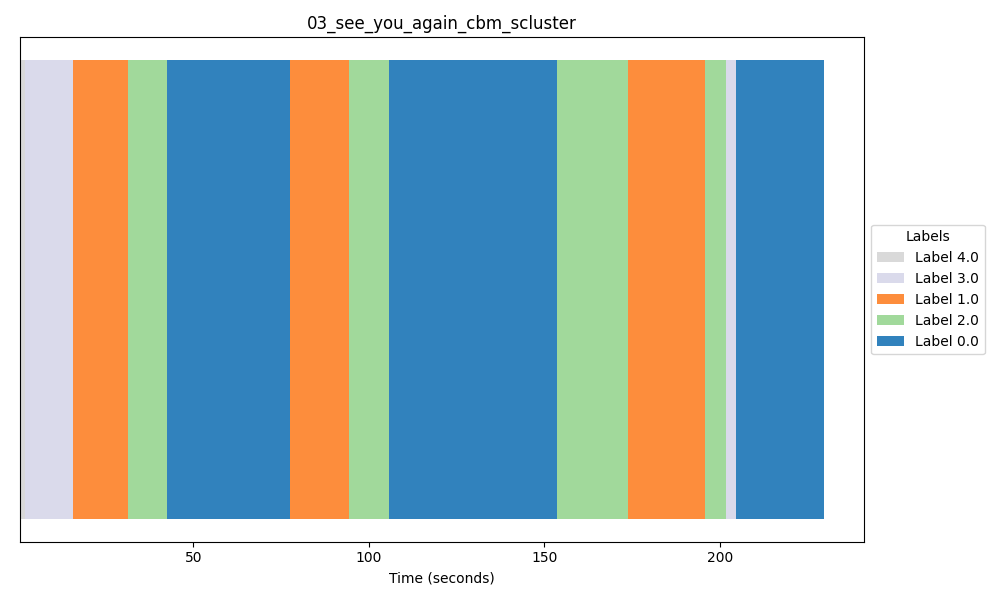 03_see_you_again_cbm_scluster
Labels
Label 4.0
Label 3.0
Label 1.0
Label 2.0
Label 0.0
50
100
150
200
Time (seconds)